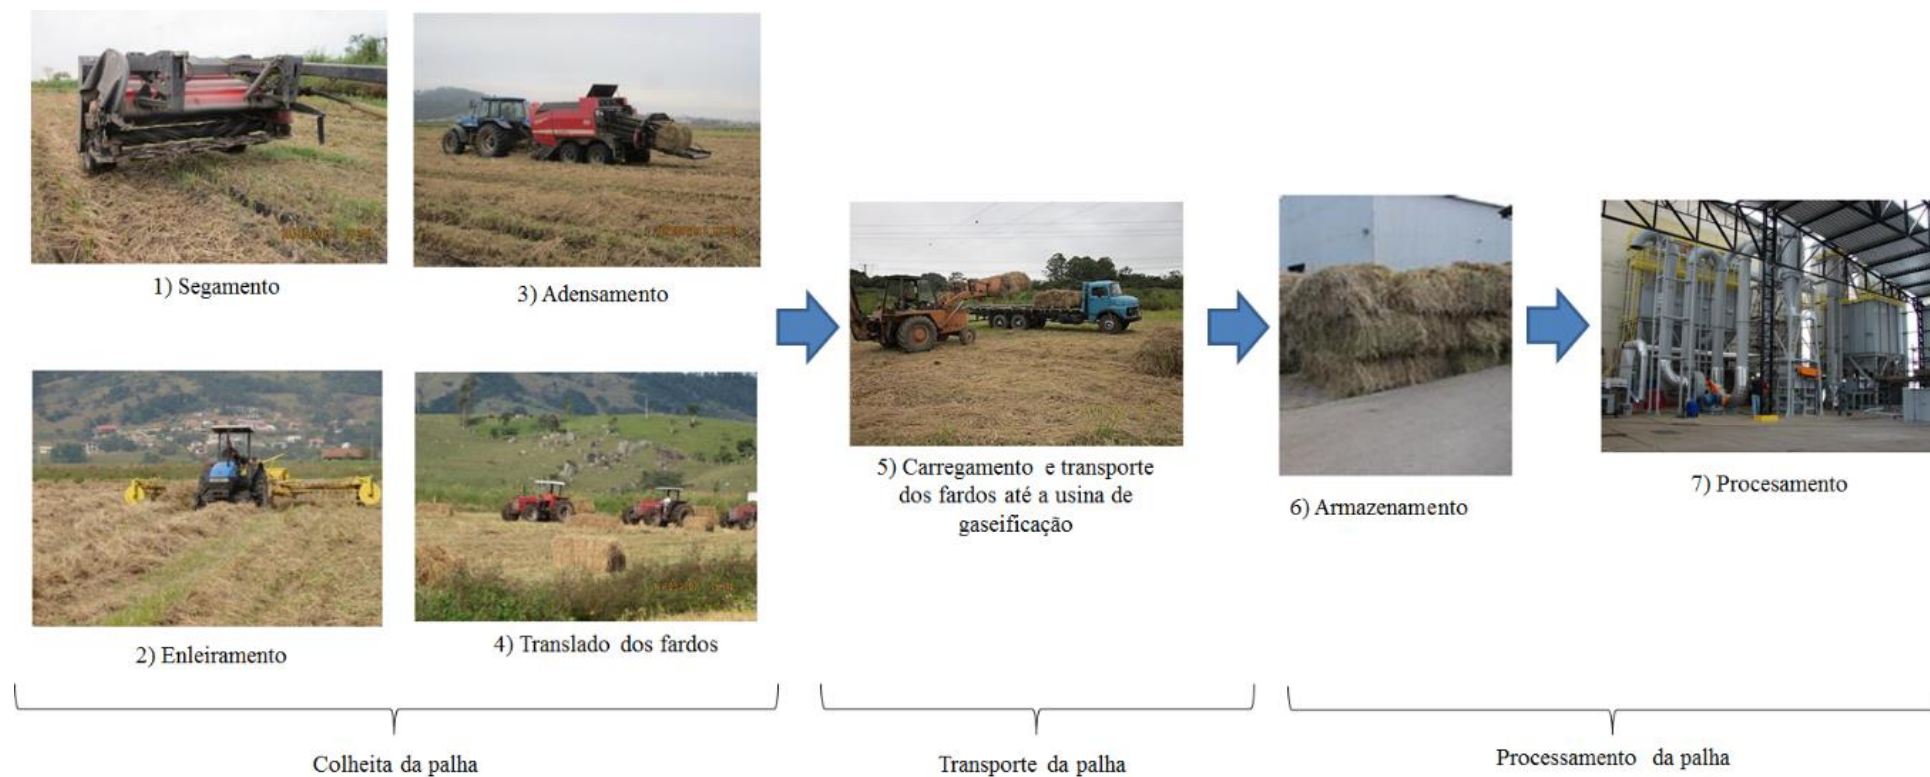 1) Segamento
3) Adensamento
2) Enleiramento
4) Translado dos fardos
5) Carregamento e transporte
dos fardos até a usina de
gaseificação
6) Armazenamento
7) Procesamento
Colheita da palha
Transporte da palha
Processamento da palha